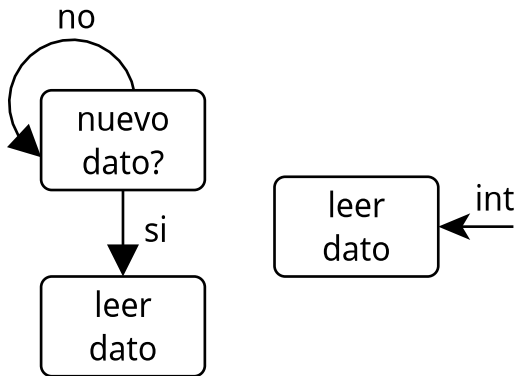 no
nuevo
dato?
si
leer
dato
leer
dato
int